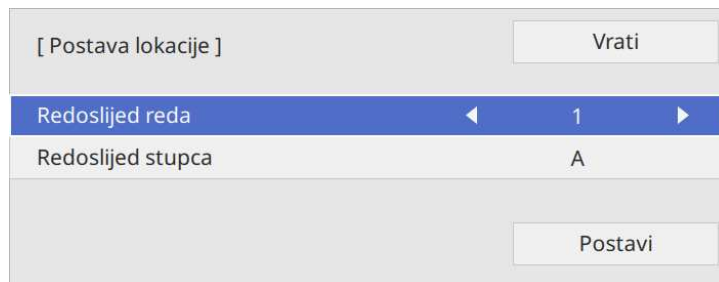 [ Postava lokacije ]
Vrati
Redoslijed reda 1
Redoslijed stupca A
Postavi